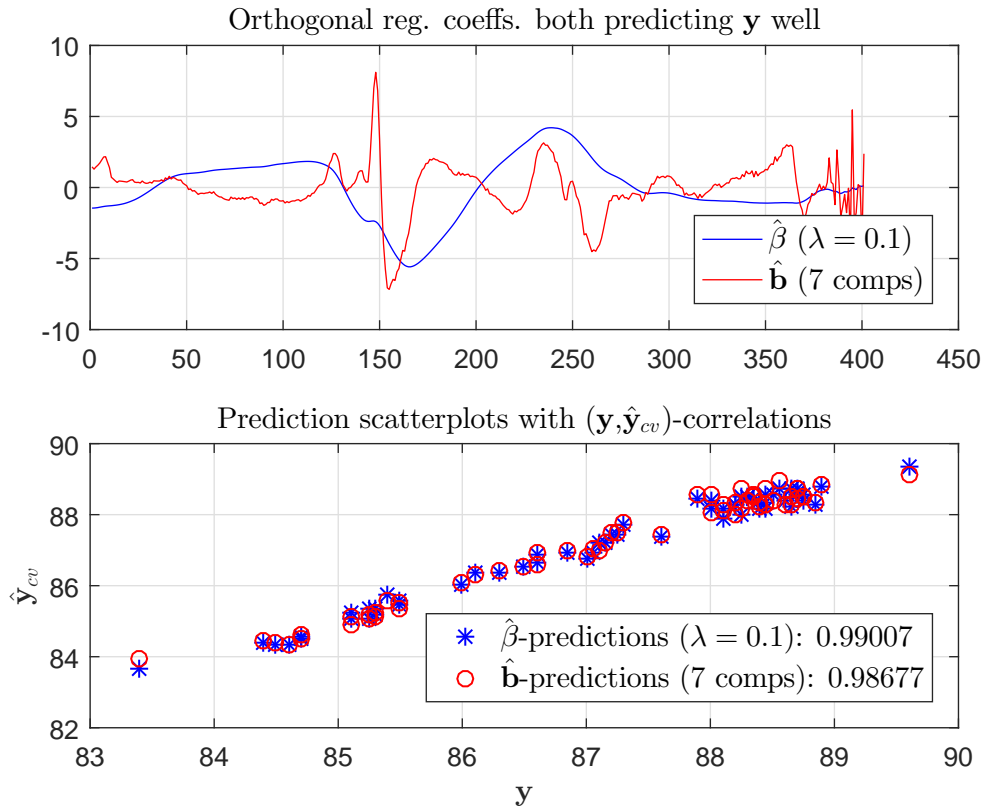 Orthogonal reg. coeffs. both predicting y well
10
5
0
-5
-10
β̂ (λ = 0.1)
b̂ (7 comps)
0 50 100 150 200 250 300 350 400 450
Prediction scatterplots with (y,ŷcv)-correlations
90
88
86
84
82
ŷcv
β̂-predictions (λ = 0.1): 0.99007
b̂-predictions (7 comps): 0.98677
83 84 85 86 87 88 89 90
y